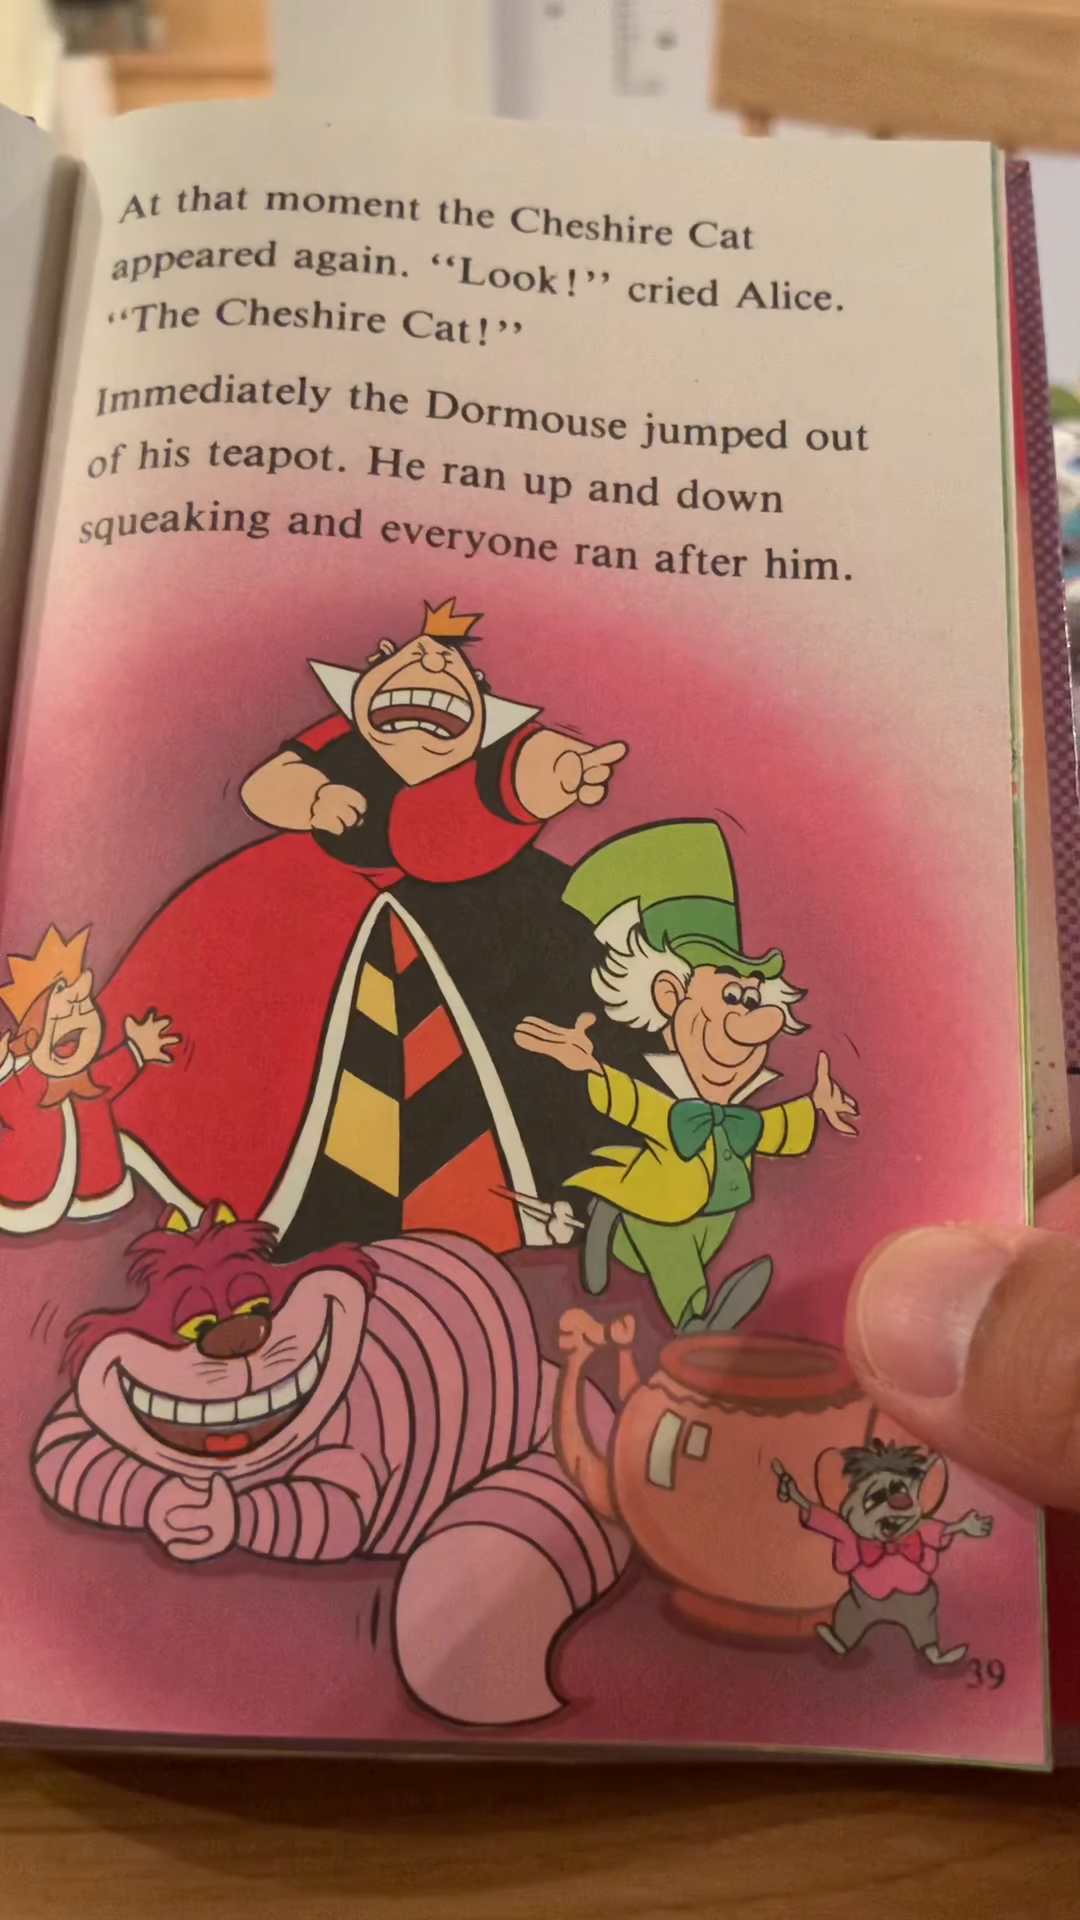 At that moment the Cheshire Cat
appeared again. “Look!” cried Alice.
“The Cheshire Cat!”
Immediately the Dormouse jumped out
of his teapot. He ran up and down
squeaking and everyone ran after him.
39